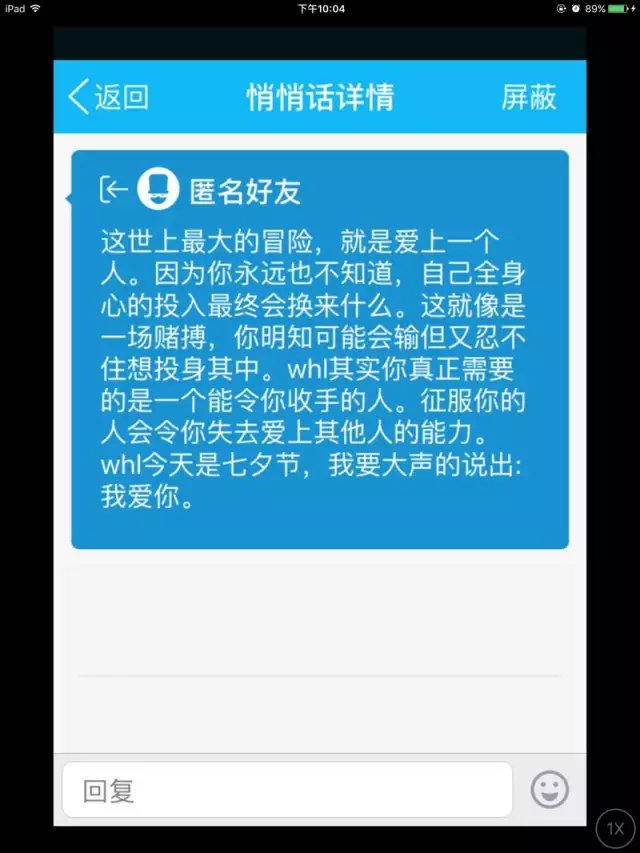 iPad 下午10:04 89%
返回 悄悄话详情 屏蔽
匿名好友
这世上最大的冒险，就是爱上一个
人。因为你永远也不知道，自己全身
心的投入最终会换来什么。这就像是
一场赌搏，你明知可能会输但又忍不
住想投身其中。whl其实你真正需要
的是一个能令你收手的人。征服你的
人会令你失去爱上其他人的能力。
whl今天是七夕节，我要大声的说出:
我爱你。
回复
1X